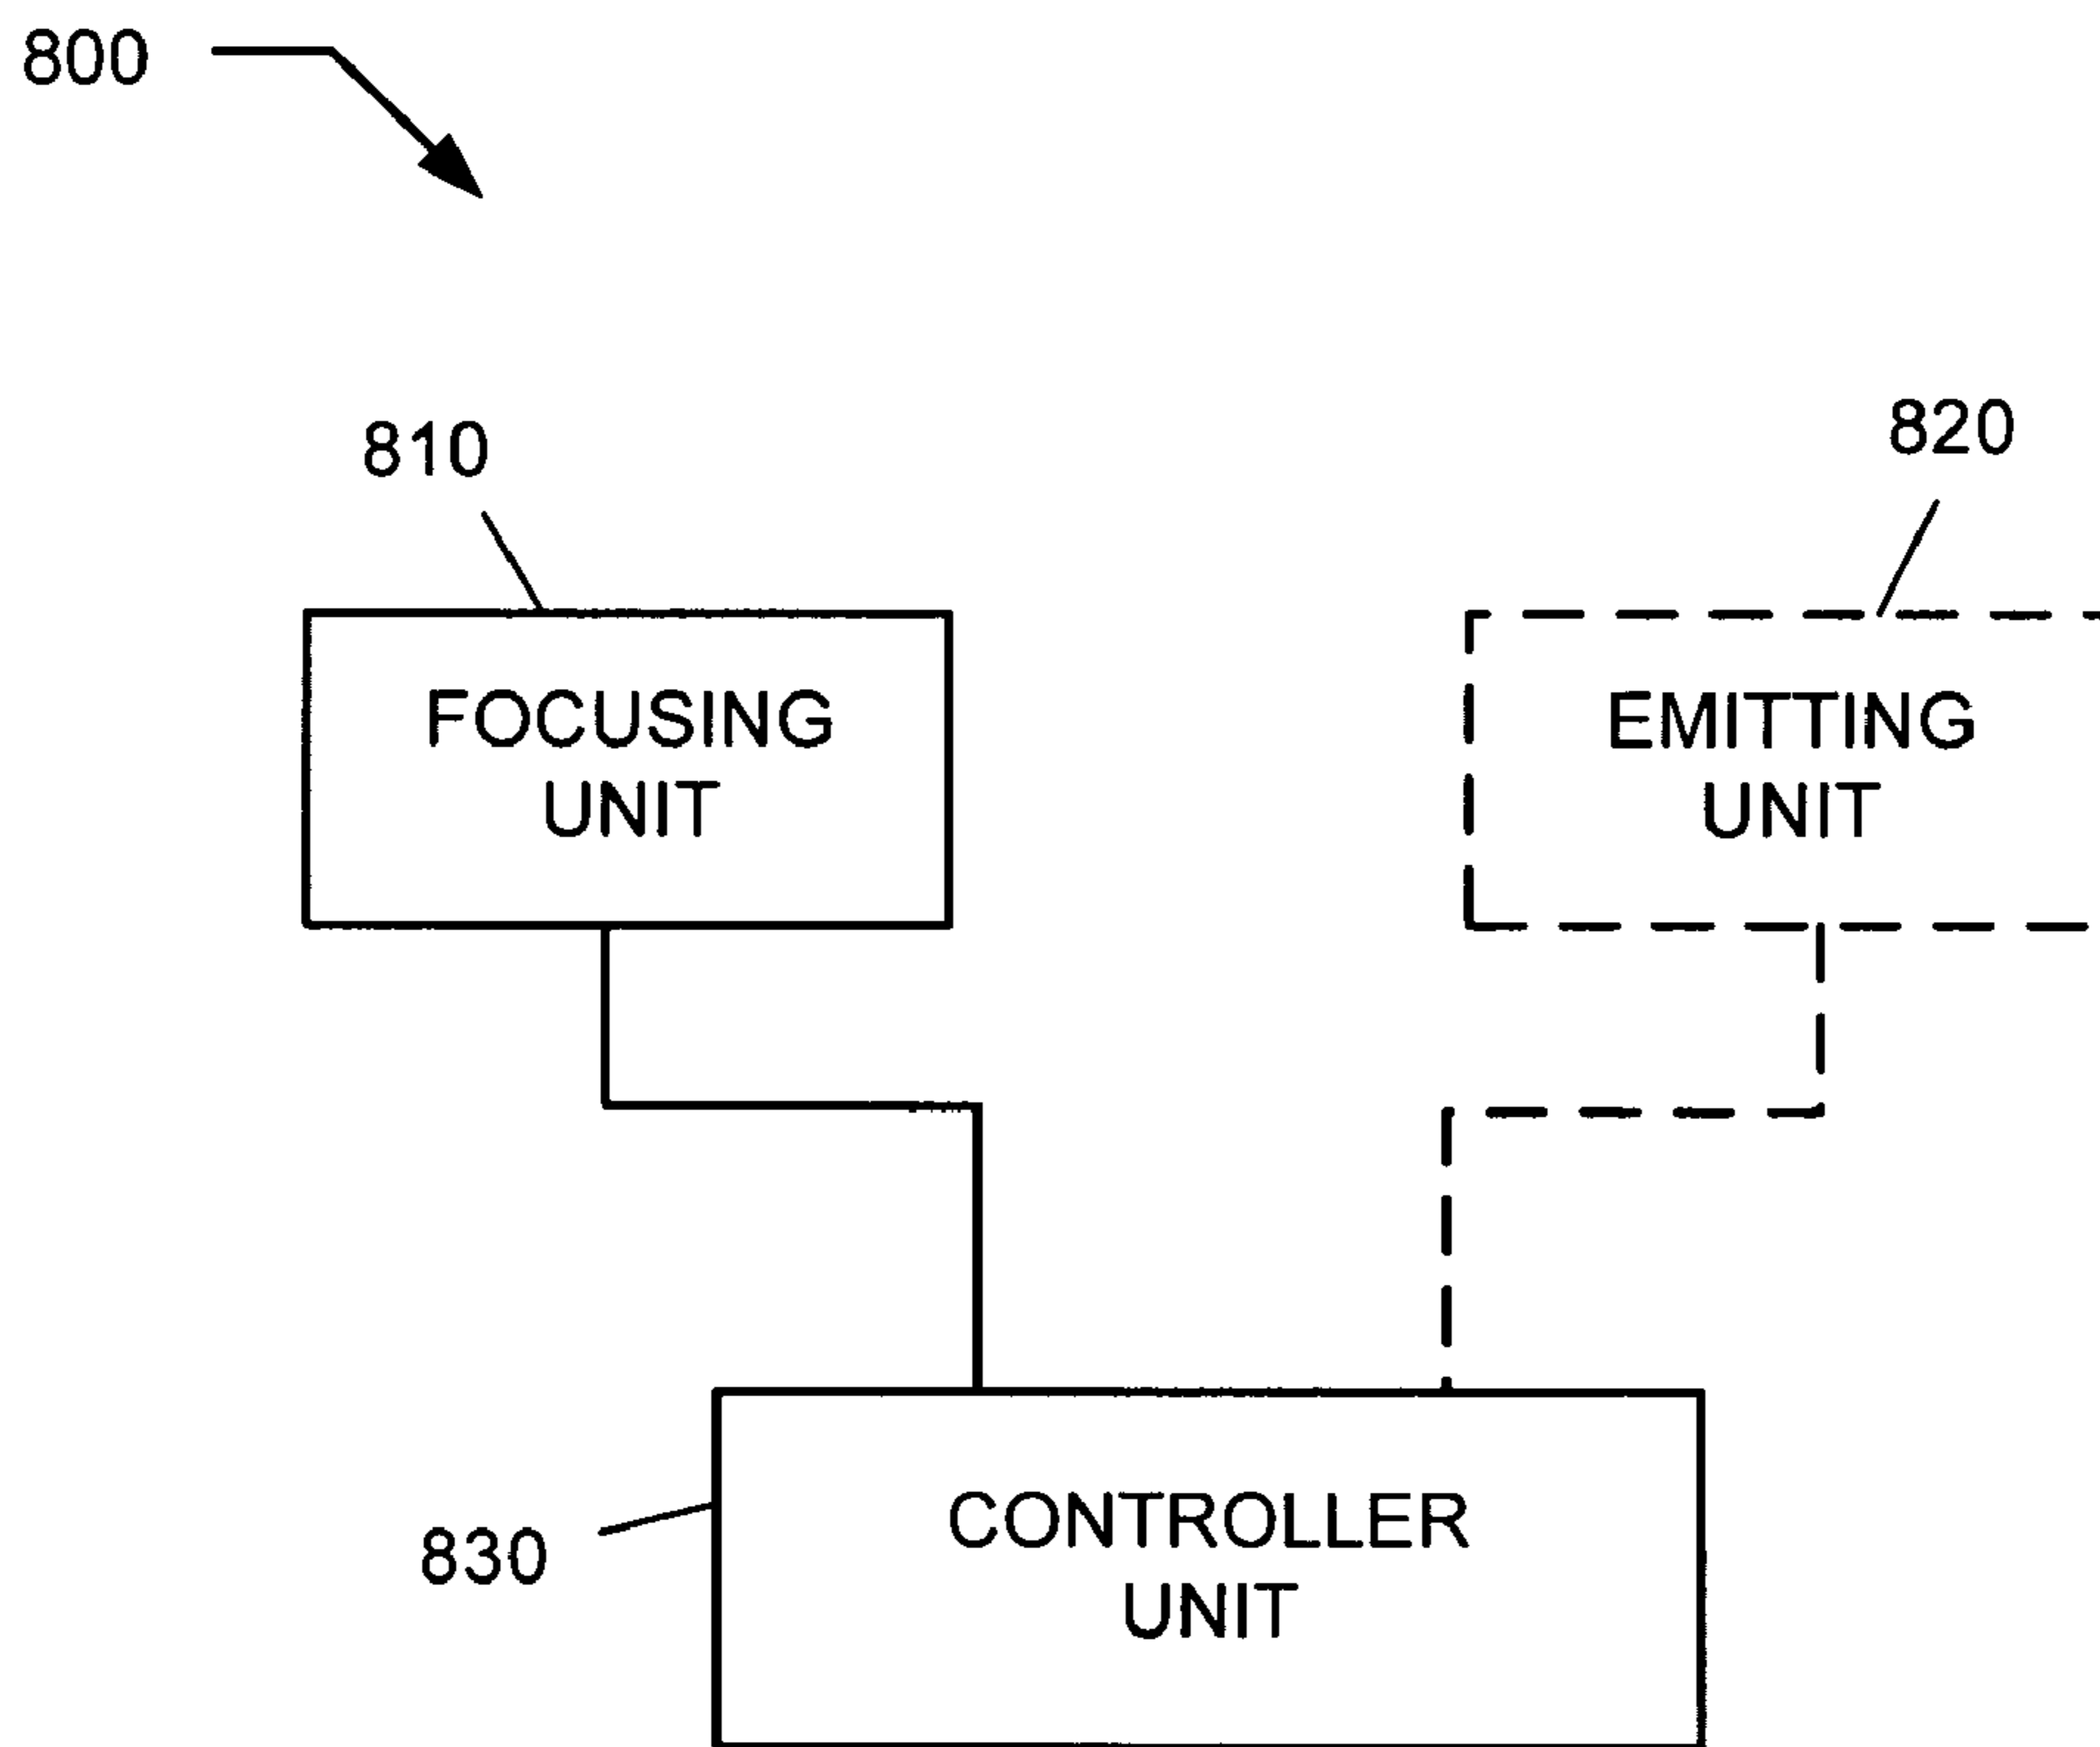 800
810
820
FOCUSING
UNIT
EMITTING
UNIT
830
CONTROLLER
UNIT